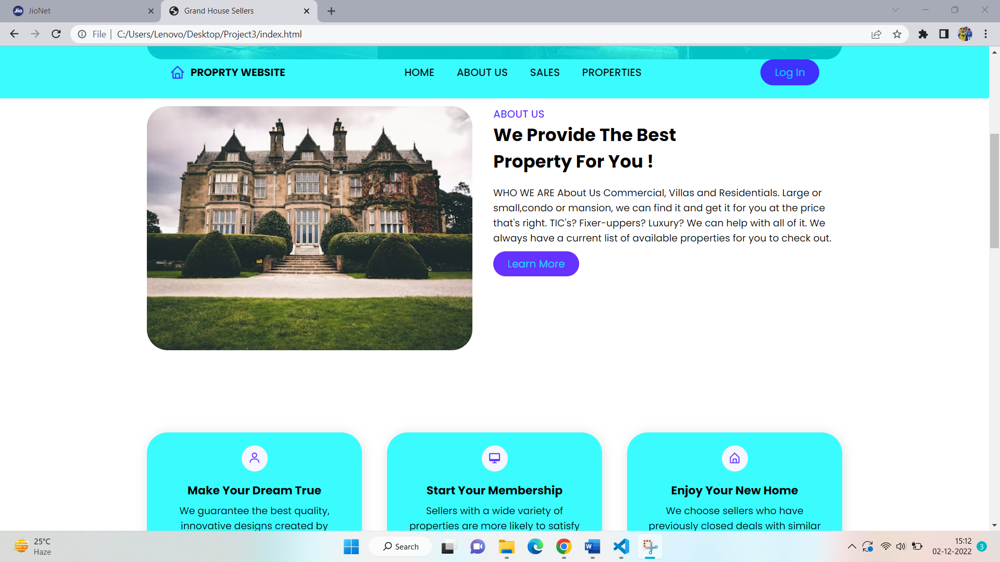 Jio JioNet
Grand House Sellers
File | C:/Users/Lenovo/Desktop/Project3/index.html
PROPRTY WEBSITE
HOME
ABOUT US
SALES
PROPERTIES
Log In
ABOUT US
We Provide The Best
Property For You !
WHO WE ARE About Us Commercial, Villas and Residentials. Large or
small,condo or mansion, we can find it and get it for you at the price
that's right. TIC's? Fixer-uppers? Luxury? We can help with all of it. We
always have a current list of available properties for you to check out.
Learn More
Make Your Dream True
We guarantee the best quality,
innovative designs created by
Start Your Membership
Sellers with a wide variety of
properties are more likely to satisfy
Enjoy Your New Home
We choose sellers who have
previously closed deals with similar
25°C
Haze
Search
W
15:12
02-12-2022
3